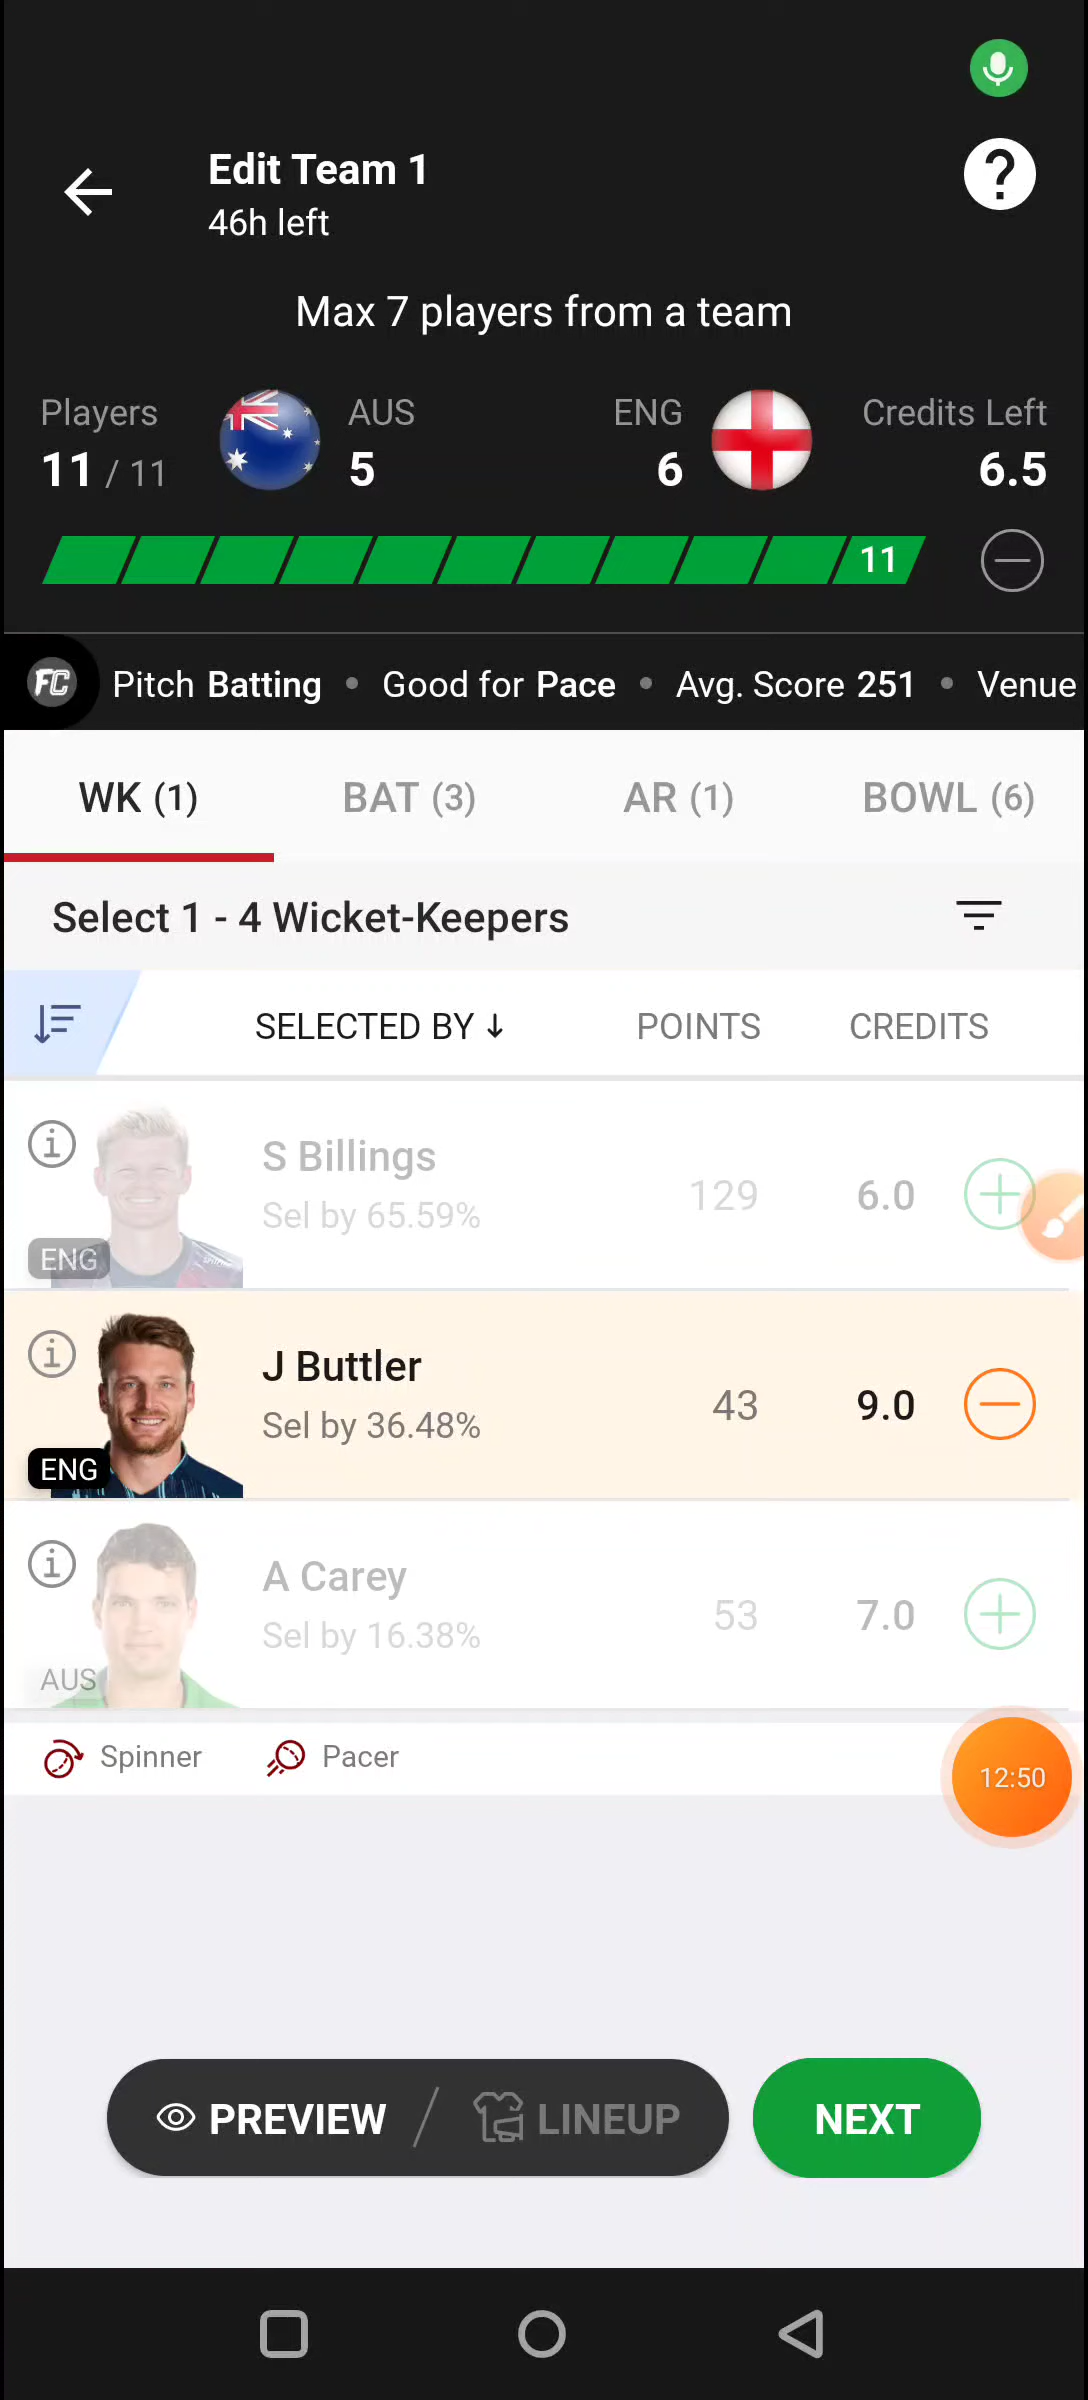 Edit Team 1
46h left
Max 7 players from a team
Players AUS ENG Credits Left
11 / 11 5 6 6.5
11
FC Pitch Batting • Good for Pace • Avg. Score 251 • Venue
WK (1) BAT (3) AR (1) BOWL (6)
Select 1 - 4 Wicket-Keepers
SELECTED BY ↓ POINTS CREDITS
S Billings
Sel by 65.59% 129 6.0
ENG
J Buttler
Sel by 36.48% 43 9.0
ENG
A Carey
Sel by 16.38% 53 7.0
AUS
Spinner Pacer
12:50
PREVIEW / LINEUP NEXT